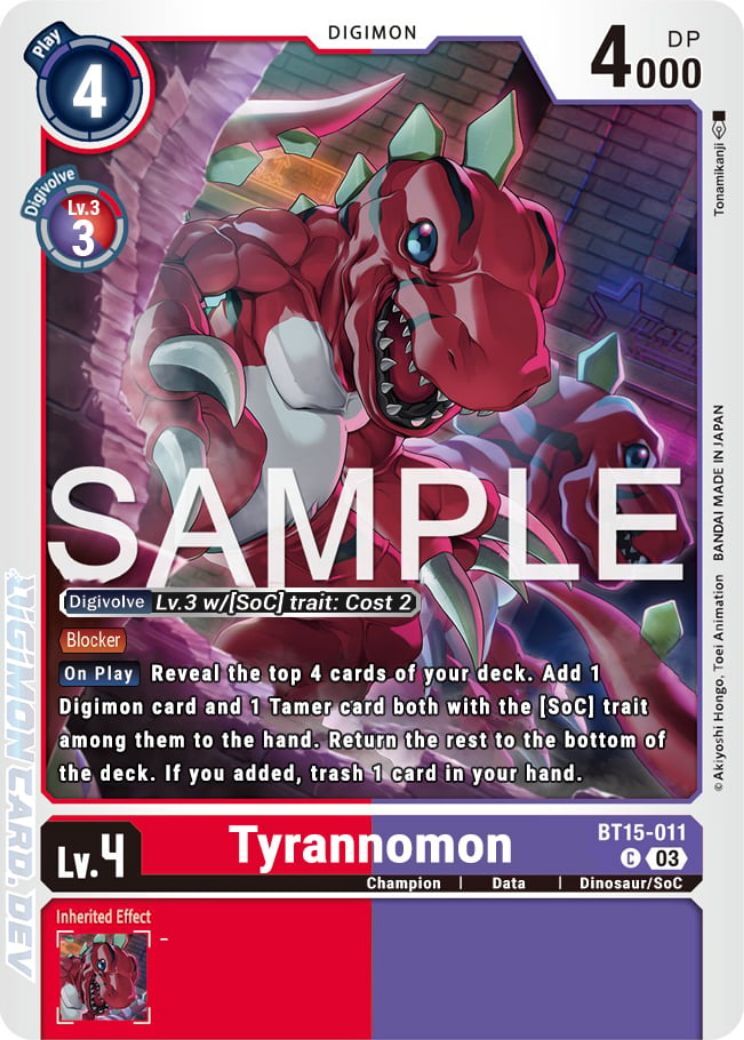 DIGIMON
Play
4
DP
4000
Digivolve
Lv.3
3
Tonamikanji
SAMPLE
Digivolve Lv.3 w/[SoC] trait: Cost 2
Blocker
On Play Reveal the top 4 cards of your deck. Add 1
Digimon card and 1 Tamer card both with the [SoC] trait
among them to the hand. Return the rest to the bottom of
the deck. If you added, trash 1 card in your hand.
©Akiyoshi Hongo, Toei Animation BANDAI MADE IN JAPAN
DIGIMONCARD.DEV
Lv.4
Tyrannomon
BT15-011
C 03
Champion | Data | Dinosaur/SoC
Inherited Effect
-